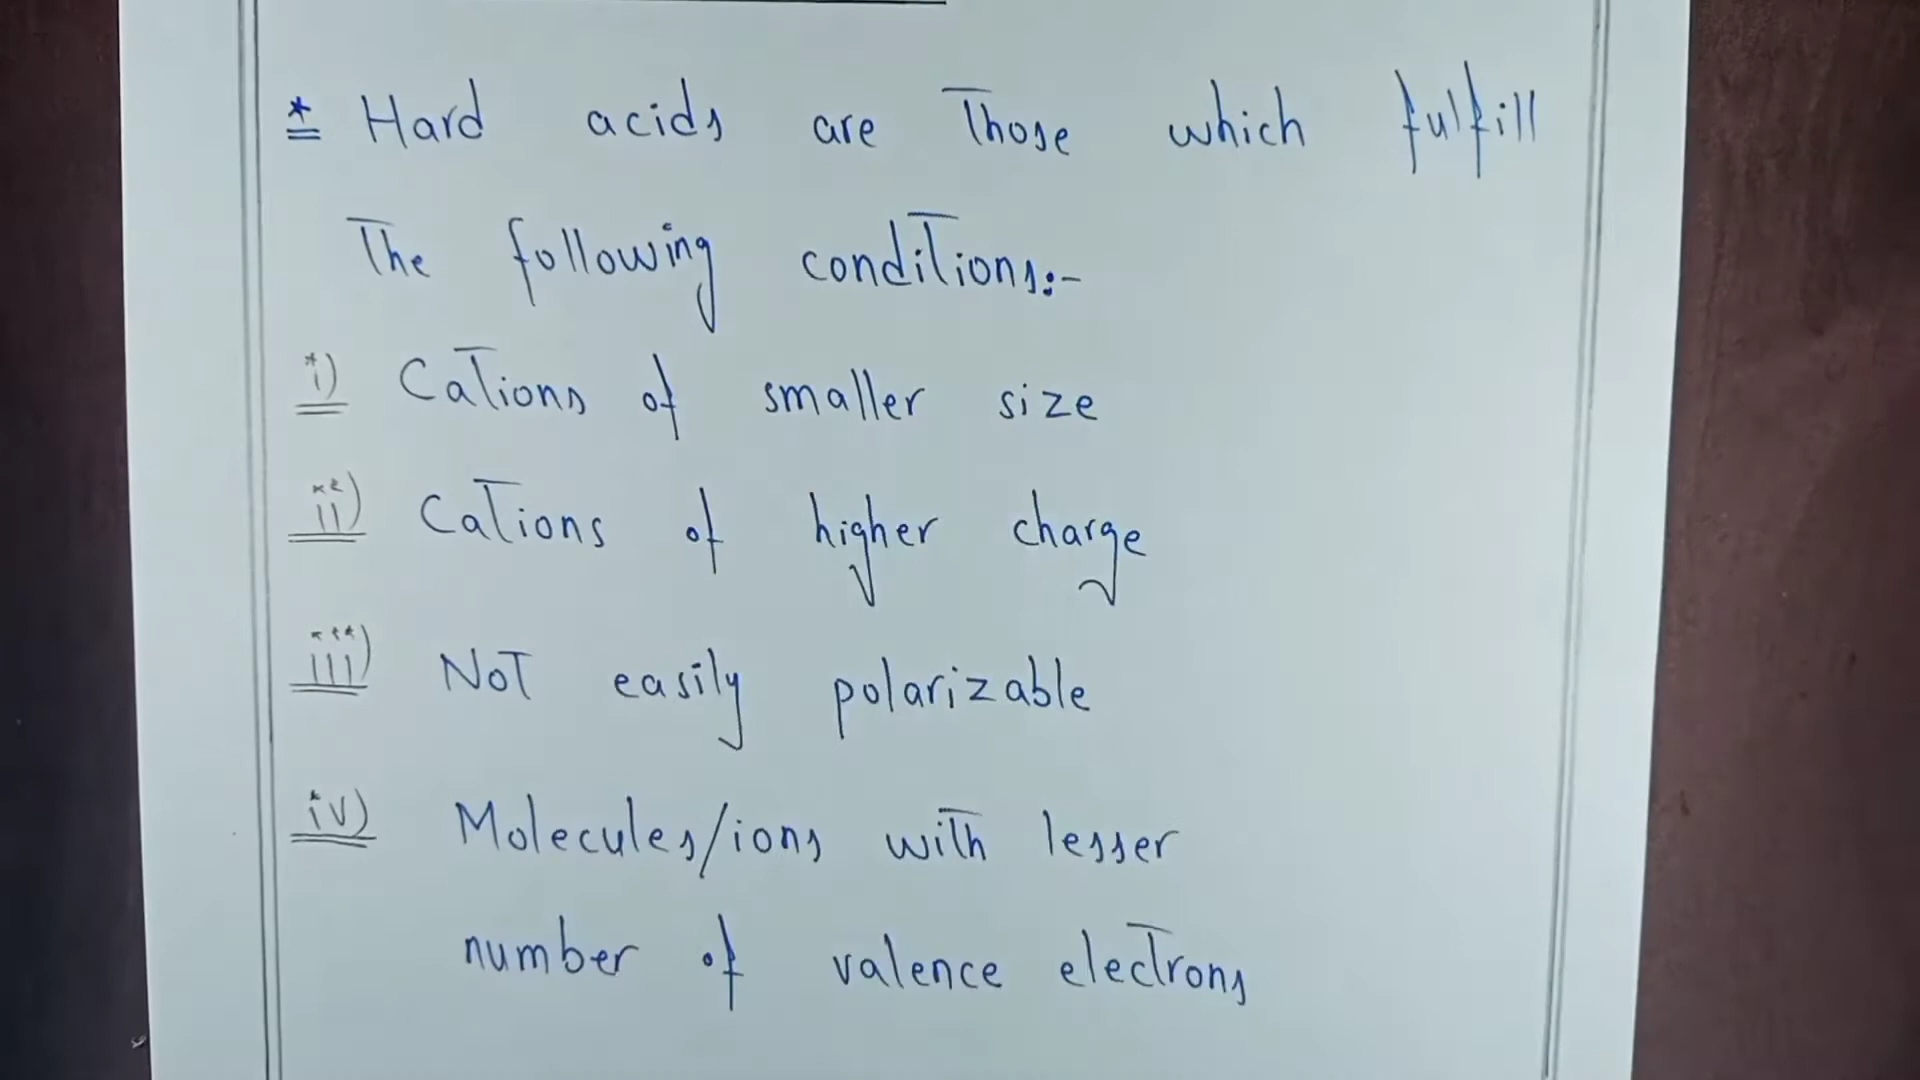 * Hard acids are Those which fulfill
The following conditions:-
i) Cations of smaller size
ii) Cations of higher charge
iii) Not easily polarizable
iv) Molecules/ions with lesser
number of valence electrons